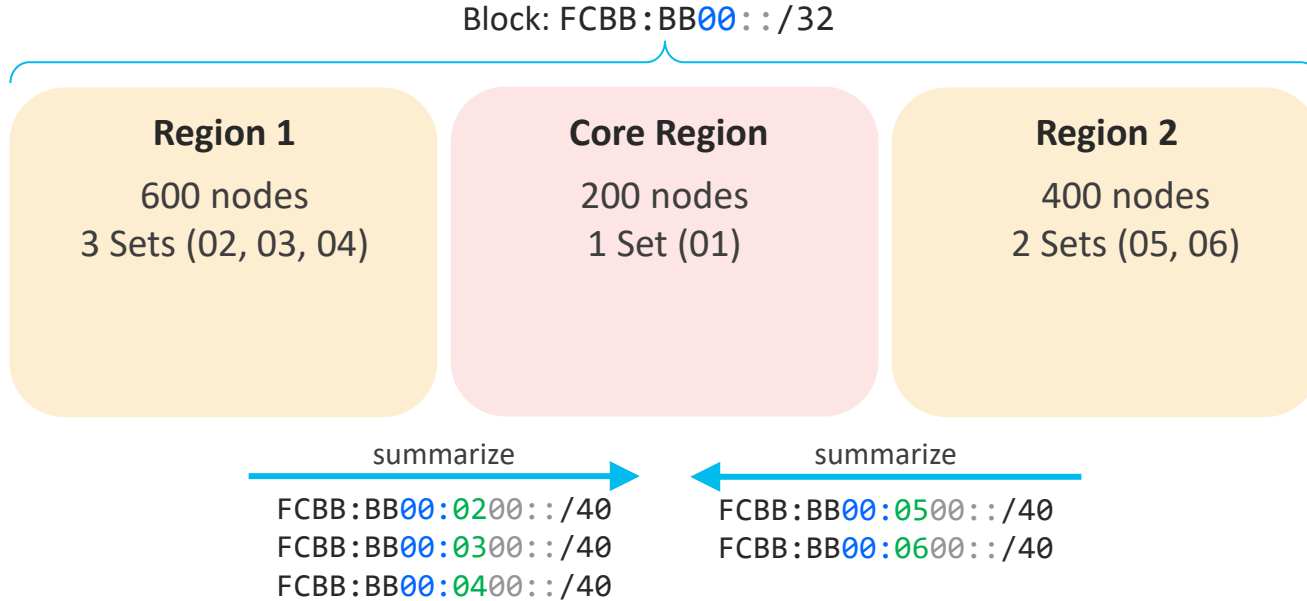 Block: FCBB:BB00::/32
Region 1
600 nodes
3 Sets (02, 03, 04)
Core Region
200 nodes
1 Set (01)
Region 2
400 nodes
2 Sets (05, 06)
summarize
FCBB:BB00:0200::/40
FCBB:BB00:0300::/40
FCBB:BB00:0400::/40
summarize
FCBB:BB00:0500::/40
FCBB:BB00:0600::/40